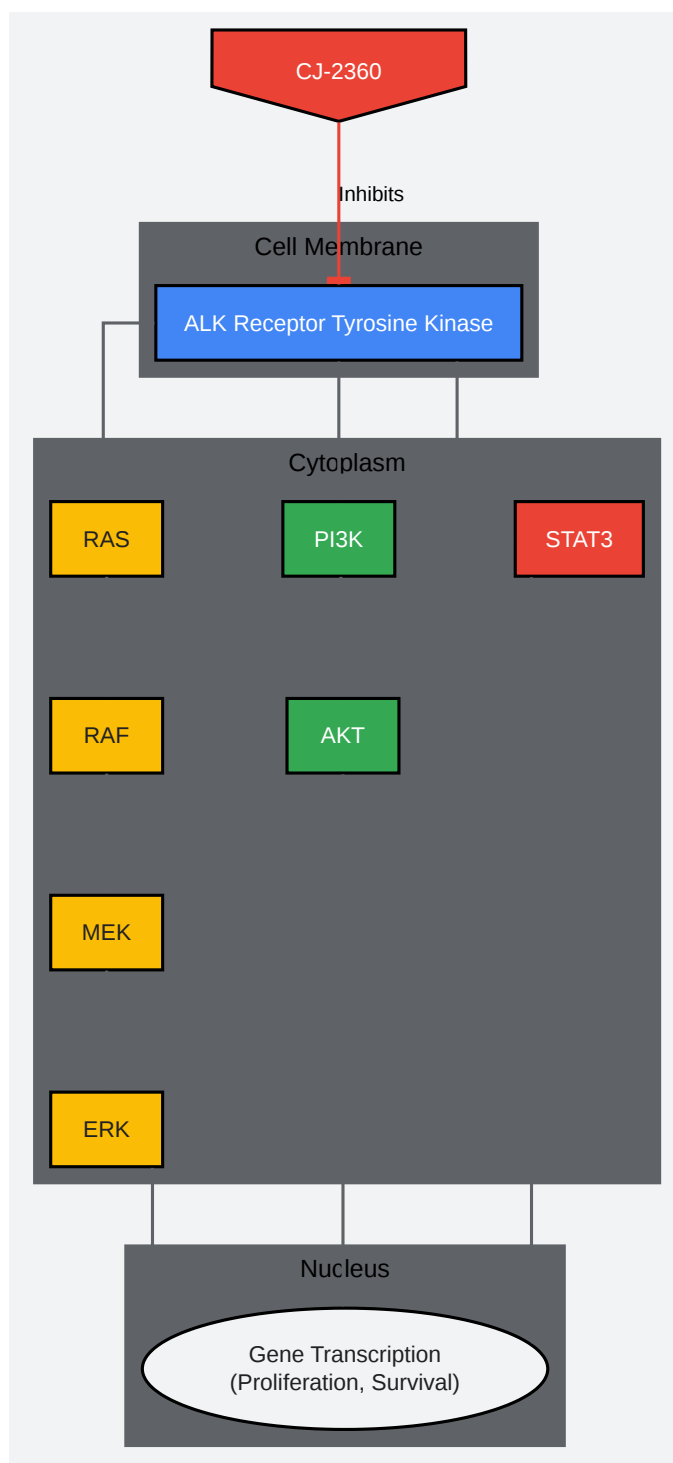 CJ-2360
Inhibits
Cell Membrane
ALK Receptor Tyrosine Kinase
Cytoplasm
RAS
PI3K
STAT3
RAF
AKT
MEK
ERK
Nucleus
Gene Transcription
(Proliferation, Survival)